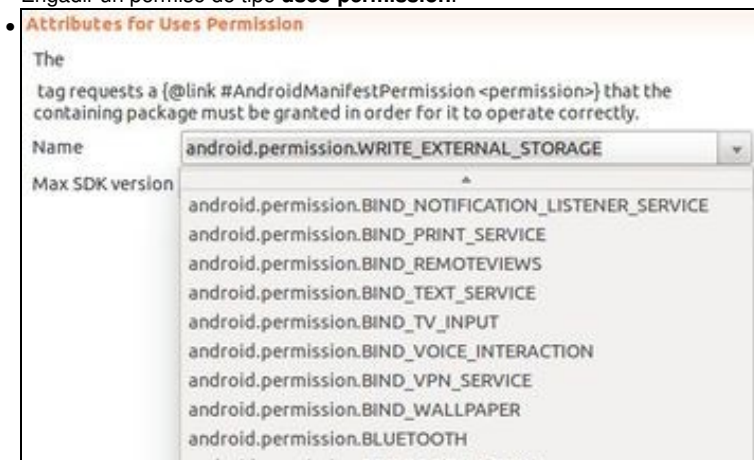 Engadir un permiso de tipo uses-permission.
Attributes for Uses Permission
The
tag requests a {@link #AndroidManifestPermission <permission>} that the
containing package must be granted in order for it to operate correctly.
Name android.permission.WRITE_EXTERNAL_STORAGE
Max SDK version
android.permission.BIND_NOTIFICATION_LISTENER_SERVICE
android.permission.BIND_PRINT_SERVICE
android.permission.BIND_REMOTEVIEWS
android.permission.BIND_TEXT_SERVICE
android.permission.BIND_TV_INPUT
android.permission.BIND_VOICE_INTERACTION
android.permission.BIND_VPN_SERVICE
android.permission.BIND_WALLPAPER
android.permission.BLUETOOTH